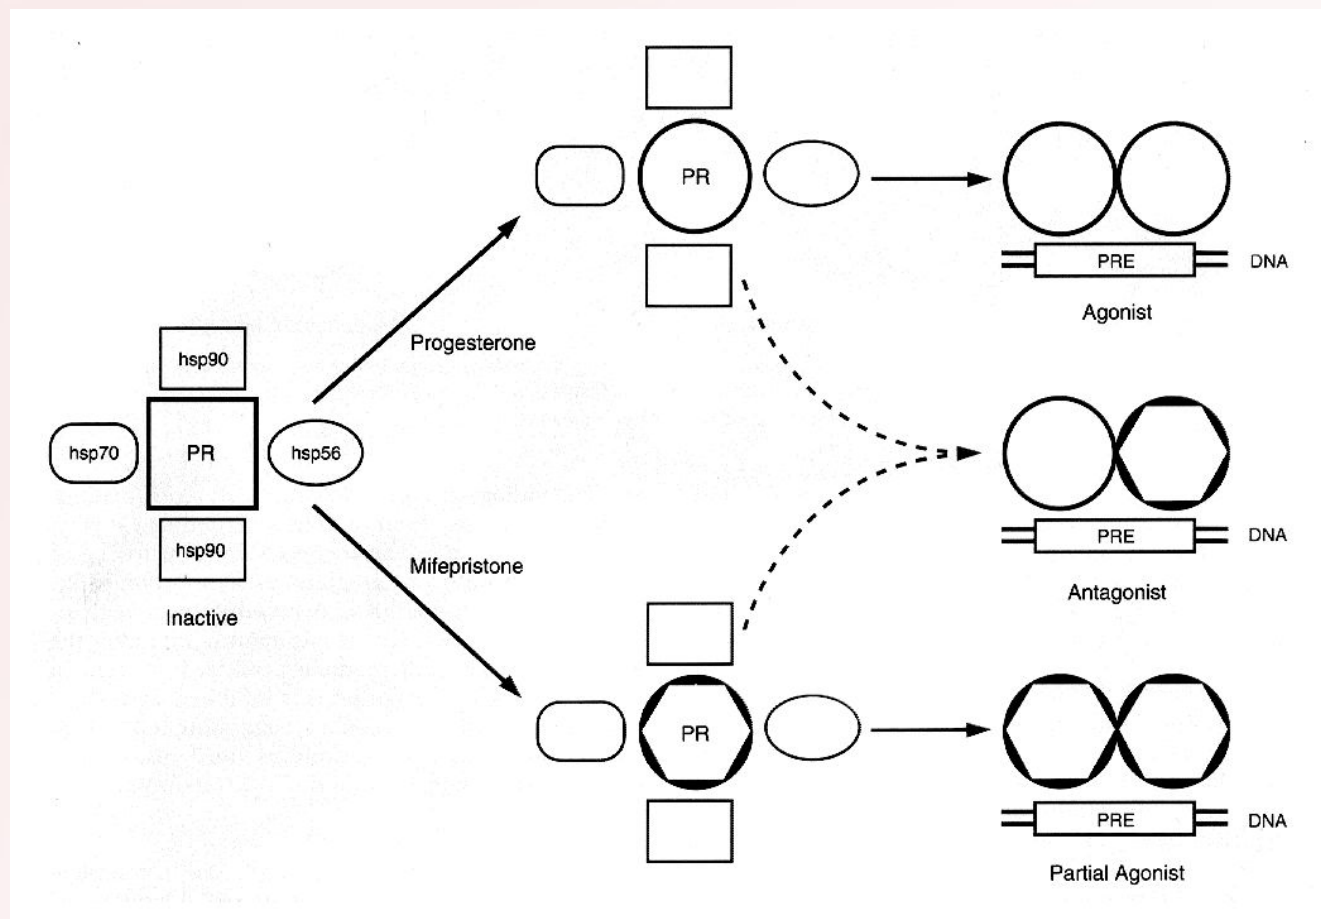 PR
PRE
DNA
Agonist
Progesterone
hsp90
hsp70
PR
hsp56
hsp90
Inactive
PRE
DNA
Antagonist
Mifepristone
PR
PRE
DNA
Partial Agonist